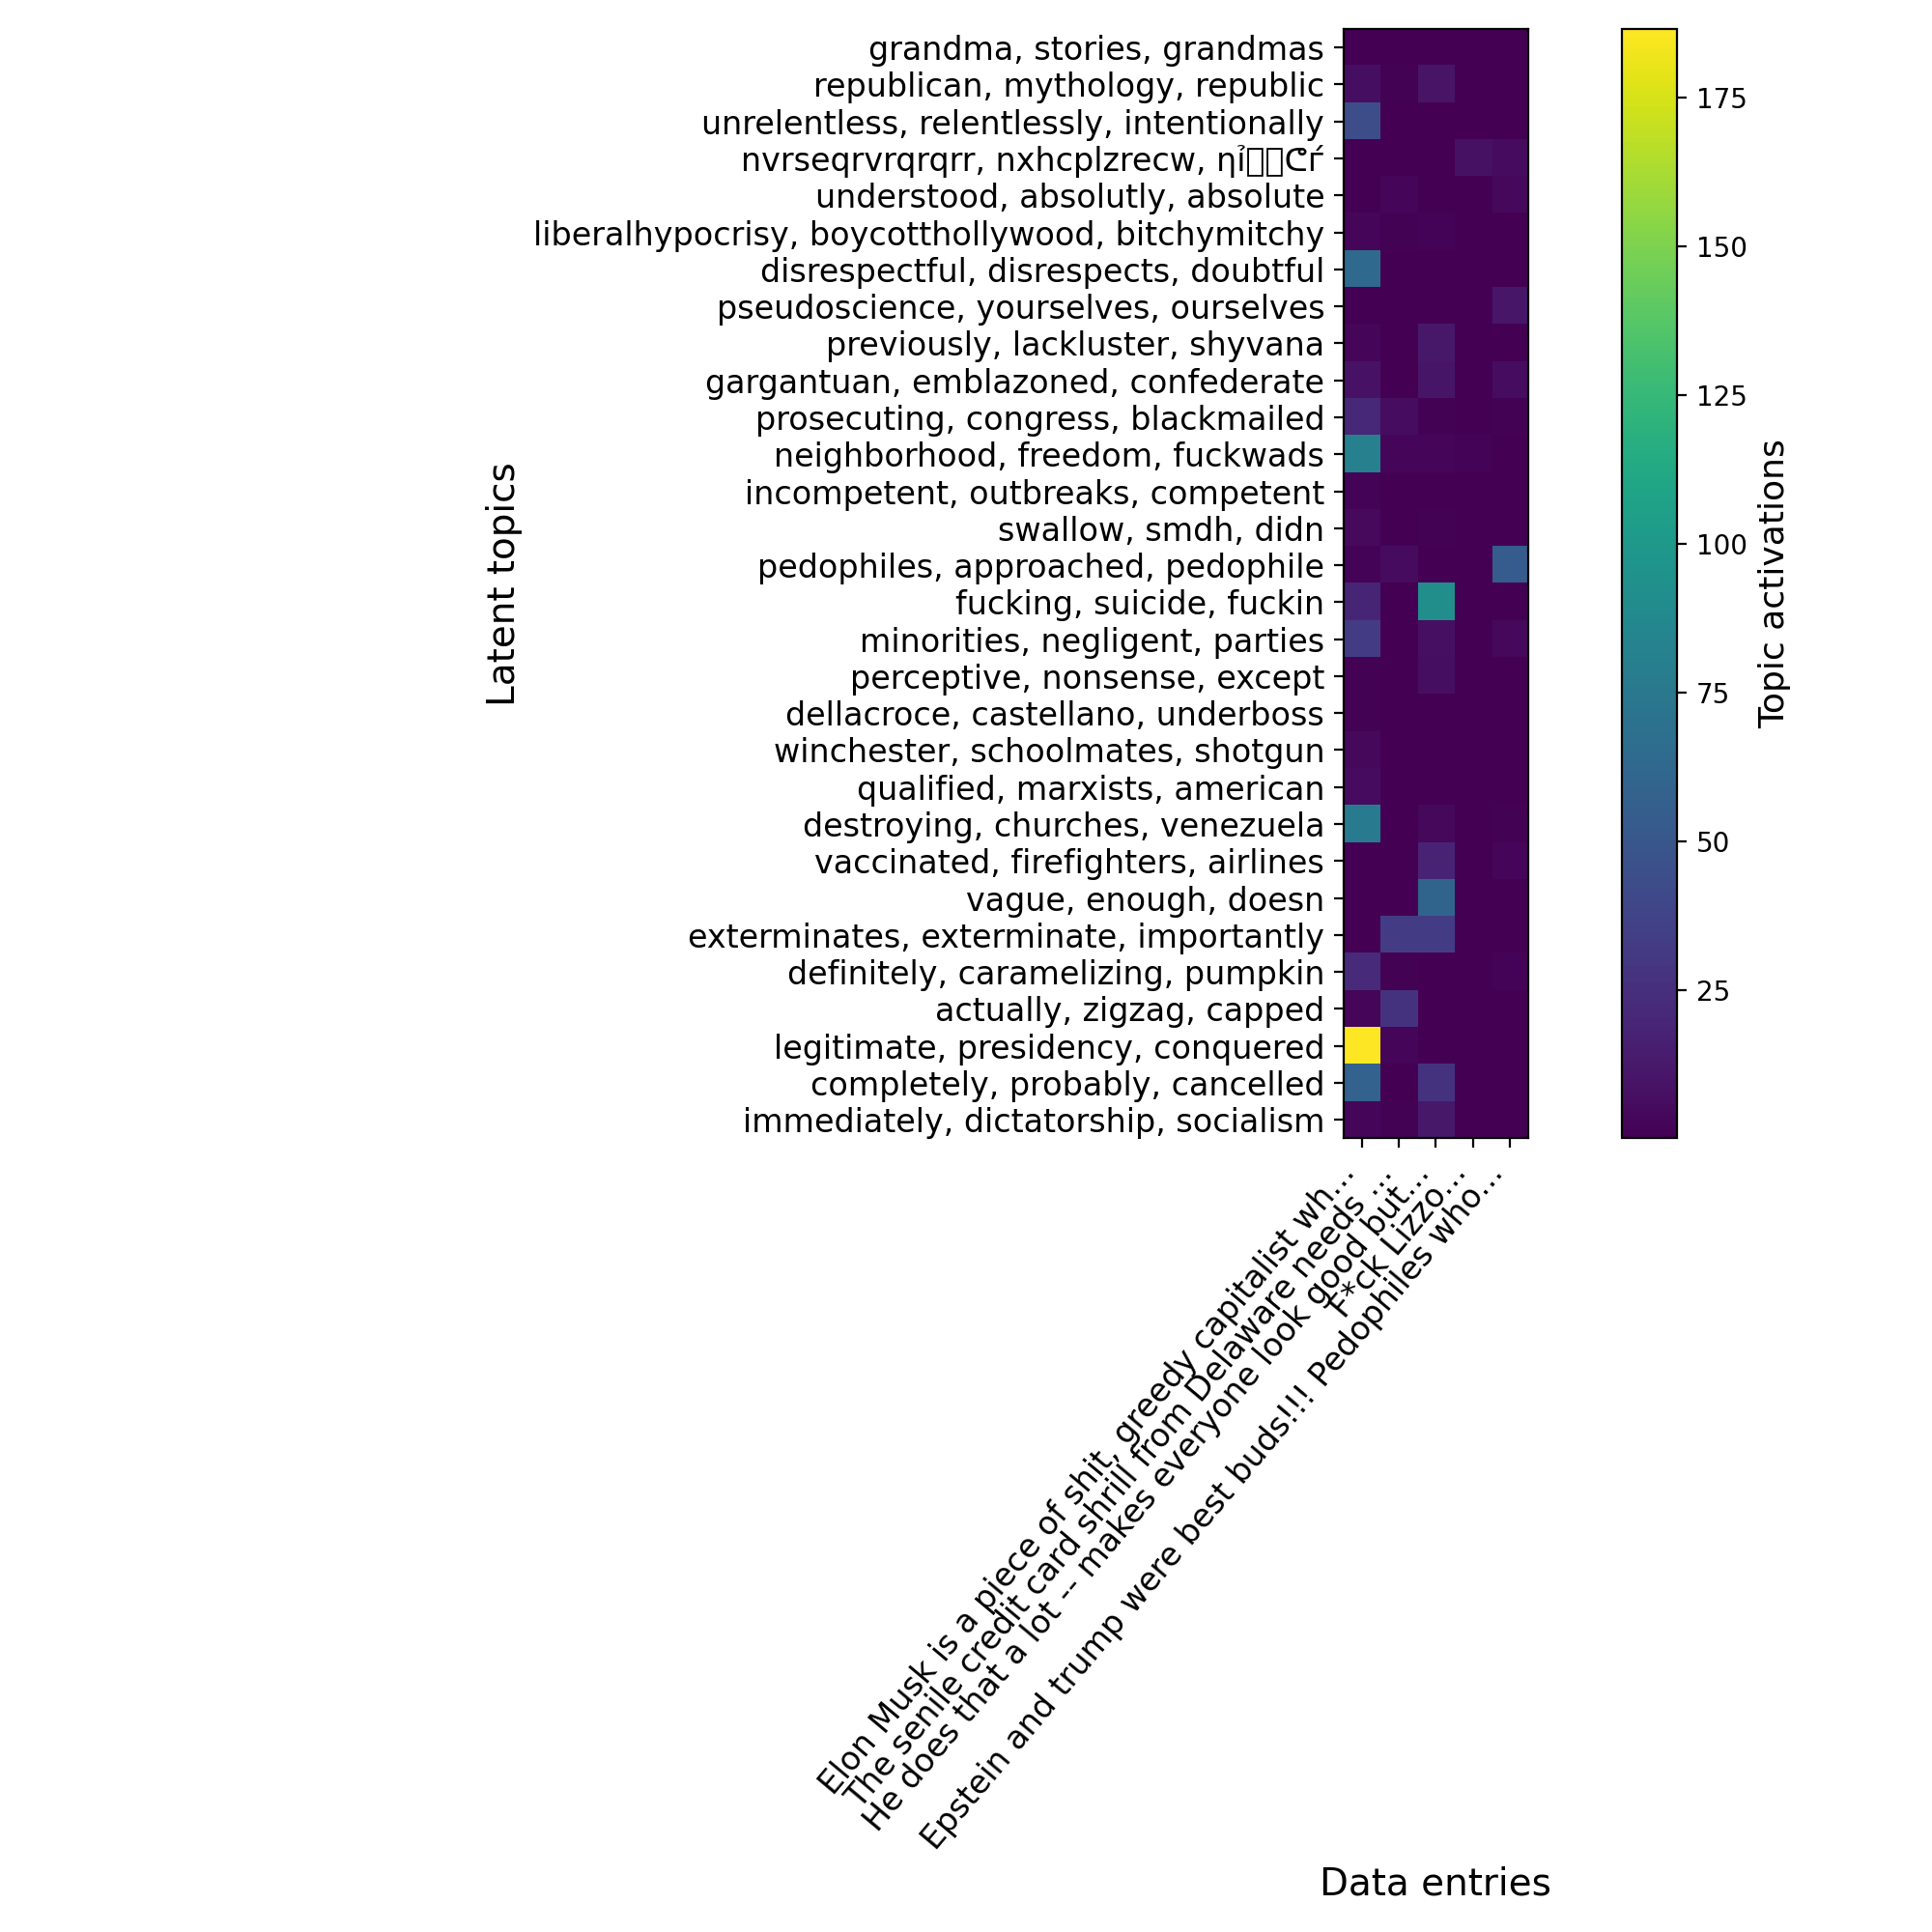 grandma, stories, grandmas
republican, mythology, republic
unrelentless, relentlessly, intentionally
nvrseqrvrqrqrr, nxhcplzrecw,
understood, absolutly, absolute
liberalhypocrisy, boycotthollywood, bitchymitchy
disrespectful, disrespects, doubtful
pseudoscience, yourselves, ourselves
previously, lackluster, shyvana
gargantuan, emblazoned, confederate
prosecuting, congress, blackmailed
neighborhood, freedom, fuckwads
incompetent, outbreaks, competent
swallow, smdh, didn
pedophiles, approached, pedophile
fucking, suicide, fuckin
minorities, negligent, parties
perceptive, nonsense, except
dellacroce, castellano, underboss
winchester, schoolmates, shotgun
qualified, marxists, american
destroying, churches, venezuela
vaccinated, firefighters, airlines
vague, enough, doesn
exterminates, exterminate, importantly
definitely, caramelizing, pumpkin
actually, zigzag, capped
legitimate, presidency, conquered
completely, probably, cancelled
immediately, dictatorship, socialism
Latent topics
Elon Musk is a piece of shit, greedy capitalist wh...
The senile credit card shrill from Delaware needs ...
He does that a lot -- makes everyone look good but...
F*ck Lizzo...
Epstein and trump were best buds!!! Pedophiles who...
Data entries
175
150
125
100
75
50
25
Topic activations